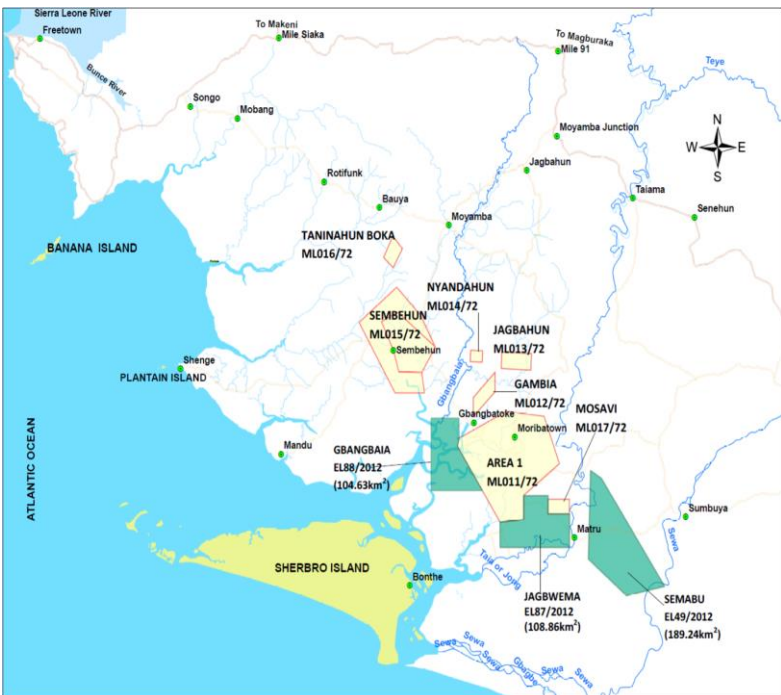 Sierra Leone River
Freetown
To Makeni
Mile Siaka
To Magburaka
Mile 91
Bunce River
Teye
Songo
Mobang
Moyamba Junction
N
W
E
S
Jagbahun
Rotifunk
Taiama
Bauya
Senehun
Moyamba
TANINAHUN BOKA
ML016/72
BANANA ISLAND
NYANDAHUN
ML014/72
SEMBEHUN
ML015/72
JAGBAHUN
ML013/72
Sembehun
Shenge
PLANTAIN ISLAND
Gbangbaia
GAMBIA
ML012/72
MOSAVI
ML017/72
Gbangbatoke
Moribatown
Mandu
GBANGBAIA
EL88/2012
(104.63km²)
AREA 1
ML011/72
ATLANTIC OCEAN
Sumbuya
Sewa
Matru
SHERBRO ISLAND
Taia or Jong
Bonthe
JAGBWEMA
EL87/2012
(108.86km²)
SEMABU
EL49/2012
(189.24km²)
Sewa
Sewa
Sewa
Gbagbe
Sewa
Sewa